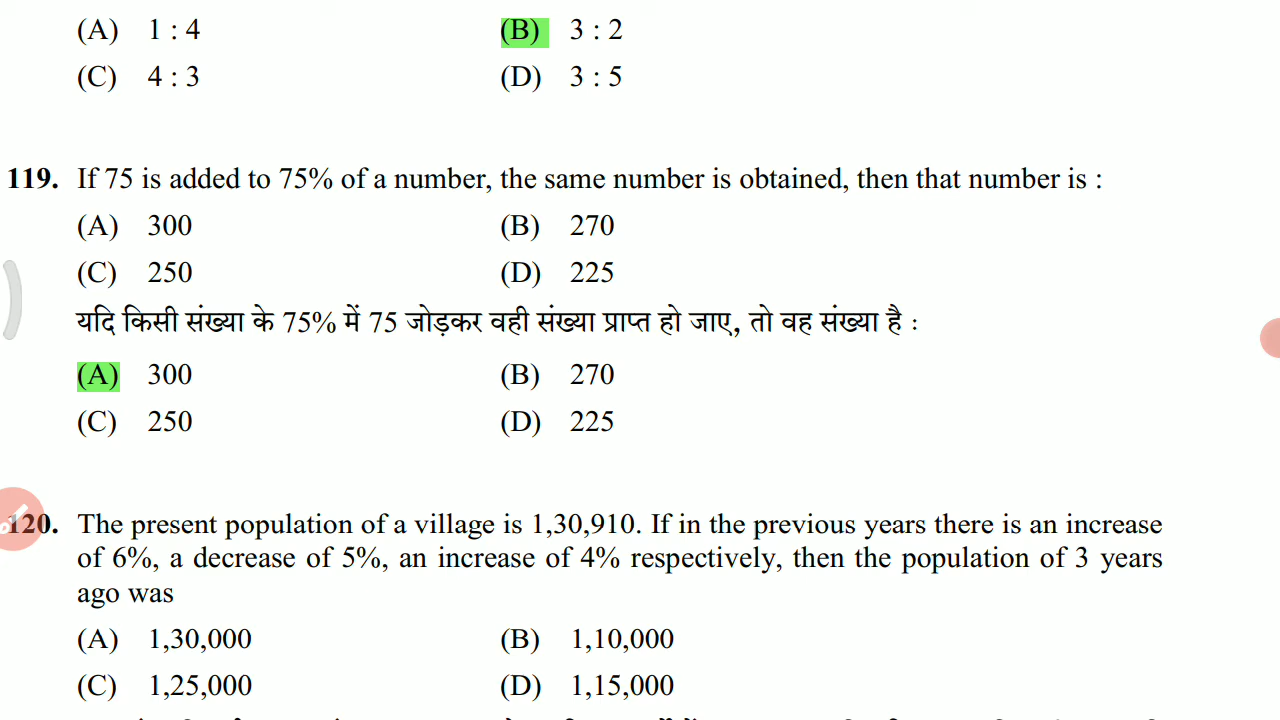 (A) 1 : 4 (B) 3 : 2
(C) 4 : 3 (D) 3 : 5
119. If 75 is added to 75% of a number, the same number is obtained, then that number is :
(A) 300 (B) 270
(C) 250 (D) 225
यदि किसी संख्या के 75% में 75 जोड़कर वही संख्या प्राप्त हो जाए, तो वह संख्या है :
(A) 300 (B) 270
(C) 250 (D) 225
120. The present population of a village is 1,30,910. If in the previous years there is an increase
of 6%, a decrease of 5%, an increase of 4% respectively, then the population of 3 years
ago was
(A) 1,30,000 (B) 1,10,000
(C) 1,25,000 (D) 1,15,000